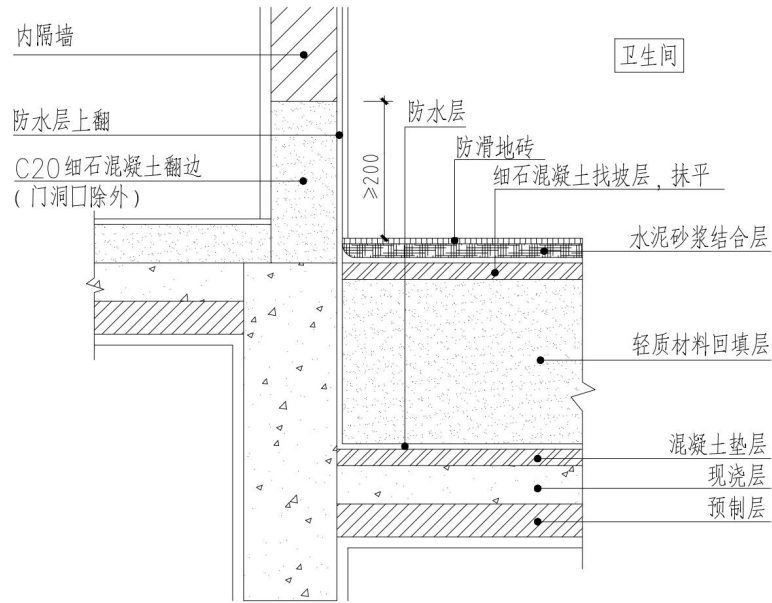 内隔墙
卫生间
防水层上翻
防水层
防滑地砖
C20细石混凝土翻边
(门洞口除外)
≥200
细石混凝土找坡层，抹平
水泥砂浆结合层
轻质材料回填层
混凝土垫层
现浇层
预制层